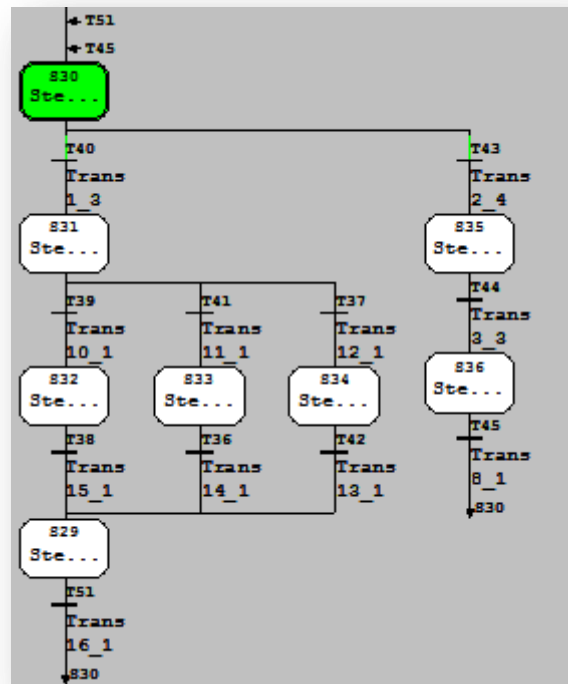 T51
T45
S30
Ste...
T40
Trans
1_3
T43
Trans
2_4
S31
Ste...
S35
Ste...
T39
Trans
10_1
T41
Trans
11_1
T37
Trans
12_1
T44
Trans
3_3
S32
Ste...
S33
Ste...
S34
Ste...
S36
Ste...
T38
Trans
15_1
T36
Trans
14_1
T42
Trans
13_1
T45
Trans
8_1
S30
S29
Ste...
T51
Trans
16_1
S30